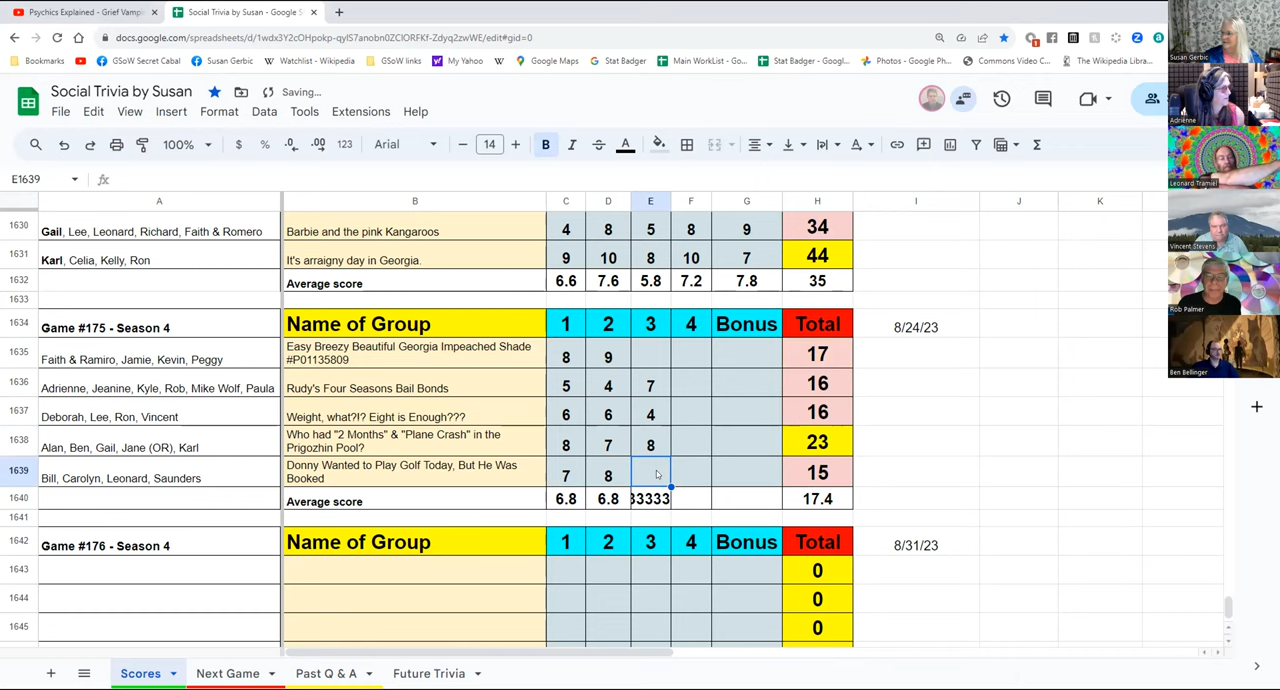 Psychics Explained - Grief Vamp
Social Trivia by Susan - Google S
docs.google.com/spreadsheets/d/1wdx3Y2cOHpokp-qylS7anobn0ZClORFKf-Zdyq2zwWE/edit#gid=0
Bookmarks
GSoW Secret Cabal
Susan Gerbic
Watchlist - Wikipedia
GSoW links
My Yahoo
Google Maps
Stat Badger
Main WorkList - Go...
Stat Badger - Googl...
Photos - Google Ph...
Commons Video C...
The Wikipedia Libra...
Social Trivia by Susan
Saving...
File Edit View Insert Format Data Tools Extensions Help
100% $ % .0 .00 123 Arial 14 B I A
E1639 fx
A B C D E F G H I J K
1630 Gail, Lee, Leonard, Richard, Faith & Romero Barbie and the pink Kangaroos 4 8 5 8 9 34
1631 Karl, Celia, Kelly, Ron It's arraigny day in Georgia. 9 10 8 10 7 44
1632 Average score 6.6 7.6 5.8 7.2 7.8 35
1633
1634 Game #175 - Season 4 Name of Group 1 2 3 4 Bonus Total 8/24/23
1635 Faith & Ramiro, Jamie, Kevin, Peggy Easy Breezy Beautiful Georgia Impeached Shade
#P01135809 8 9 17
1636 Adrienne, Jeanine, Kyle, Rob, Mike Wolf, Paula Rudy's Four Seasons Bail Bonds 5 4 7 16
1637 Deborah, Lee, Ron, Vincent Weight, what?!? Eight is Enough??? 6 6 4 16
1638 Alan, Ben, Gail, Jane (OR), Karl Who had "2 Months" & "Plane Crash" in the
Prigozhin Pool? 8 7 8 23
1639 Bill, Carolyn, Leonard, Saunders Donny Wanted to Play Golf Today, But He Was
Booked 7 8 15
1640 Average score 6.8 6.8 33333 17.4
1641
1642 Game #176 - Season 4 Name of Group 1 2 3 4 Bonus Total 8/31/23
1643 0
1644 0
1645 0
Scores
Next Game
Past Q & A
Future Trivia
Susan Gerbic
Adrienne
Leonard Tramiel
Vincent Stevens
Rob Palmer
Ben Bellinger